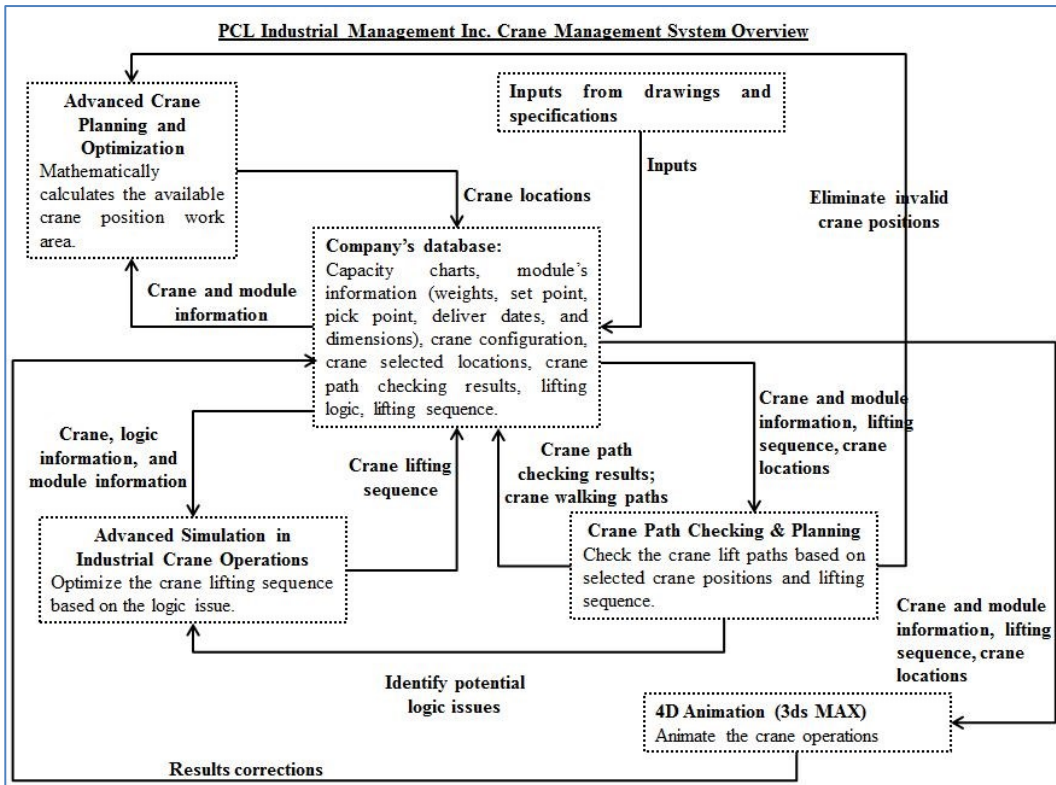 PCL Industrial Management Inc. Crane Management System Overview
Advanced Crane
Planning and
Optimization
Mathematically
calculates the available
crane position work
area.
Inputs from drawings and
specifications
Inputs
Crane locations
Eliminate invalid
crane positions
Crane and module
information
Company's database:
Capacity charts, module's
information (weights, set point,
pick point, deliver dates, and
dimensions), crane configuration,
crane selected locations, crane
path checking results, lifting
logic, lifting sequence.
Crane, logic
information, and
module information
Crane lifting
sequence
Crane path
checking results;
crane walking paths
Crane and module
information, lifting
sequence, crane
locations
Advanced Simulation in
Industrial Crane Operations
Optimize the crane lifting sequence
based on the logic issue.
Crane Path Checking & Planning
Check the crane lift paths based on
selected crane positions and lifting
sequence.
Crane and module
information, lifting
sequence, crane
locations
Identify potential
logic issues
4D Animation (3ds MAX)
Animate the crane operations
Results corrections